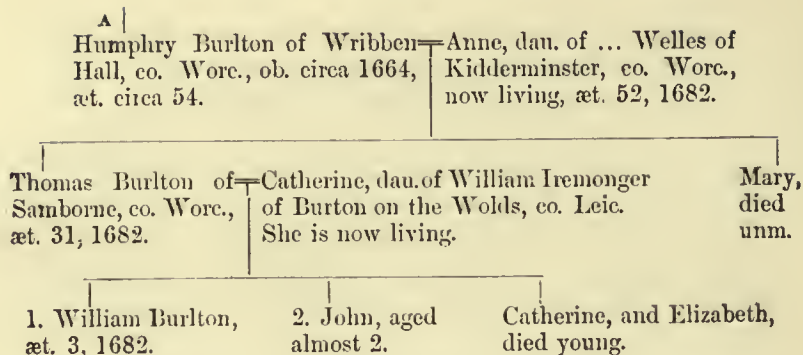 A
Humphry Burlton of Wribben
Hall, co. Worc., ob. circa 1664,
æt. circa 54.
Anne, dau. of ... Welles of
Kidderminster, co. Worc.,
now living, æt. 52, 1682.
Thomas Burlton of
Samborne, co. Worc.,
æt. 31, 1682.
Catherine, dau. of William Iremonger
of Burton on the Wolds, co. Leic.
She is now living.
Mary,
died
unm.
1. William Burlton,
æt. 3, 1682.
2. John, aged
almost 2.
Catherine, and Elizabeth,
died young.